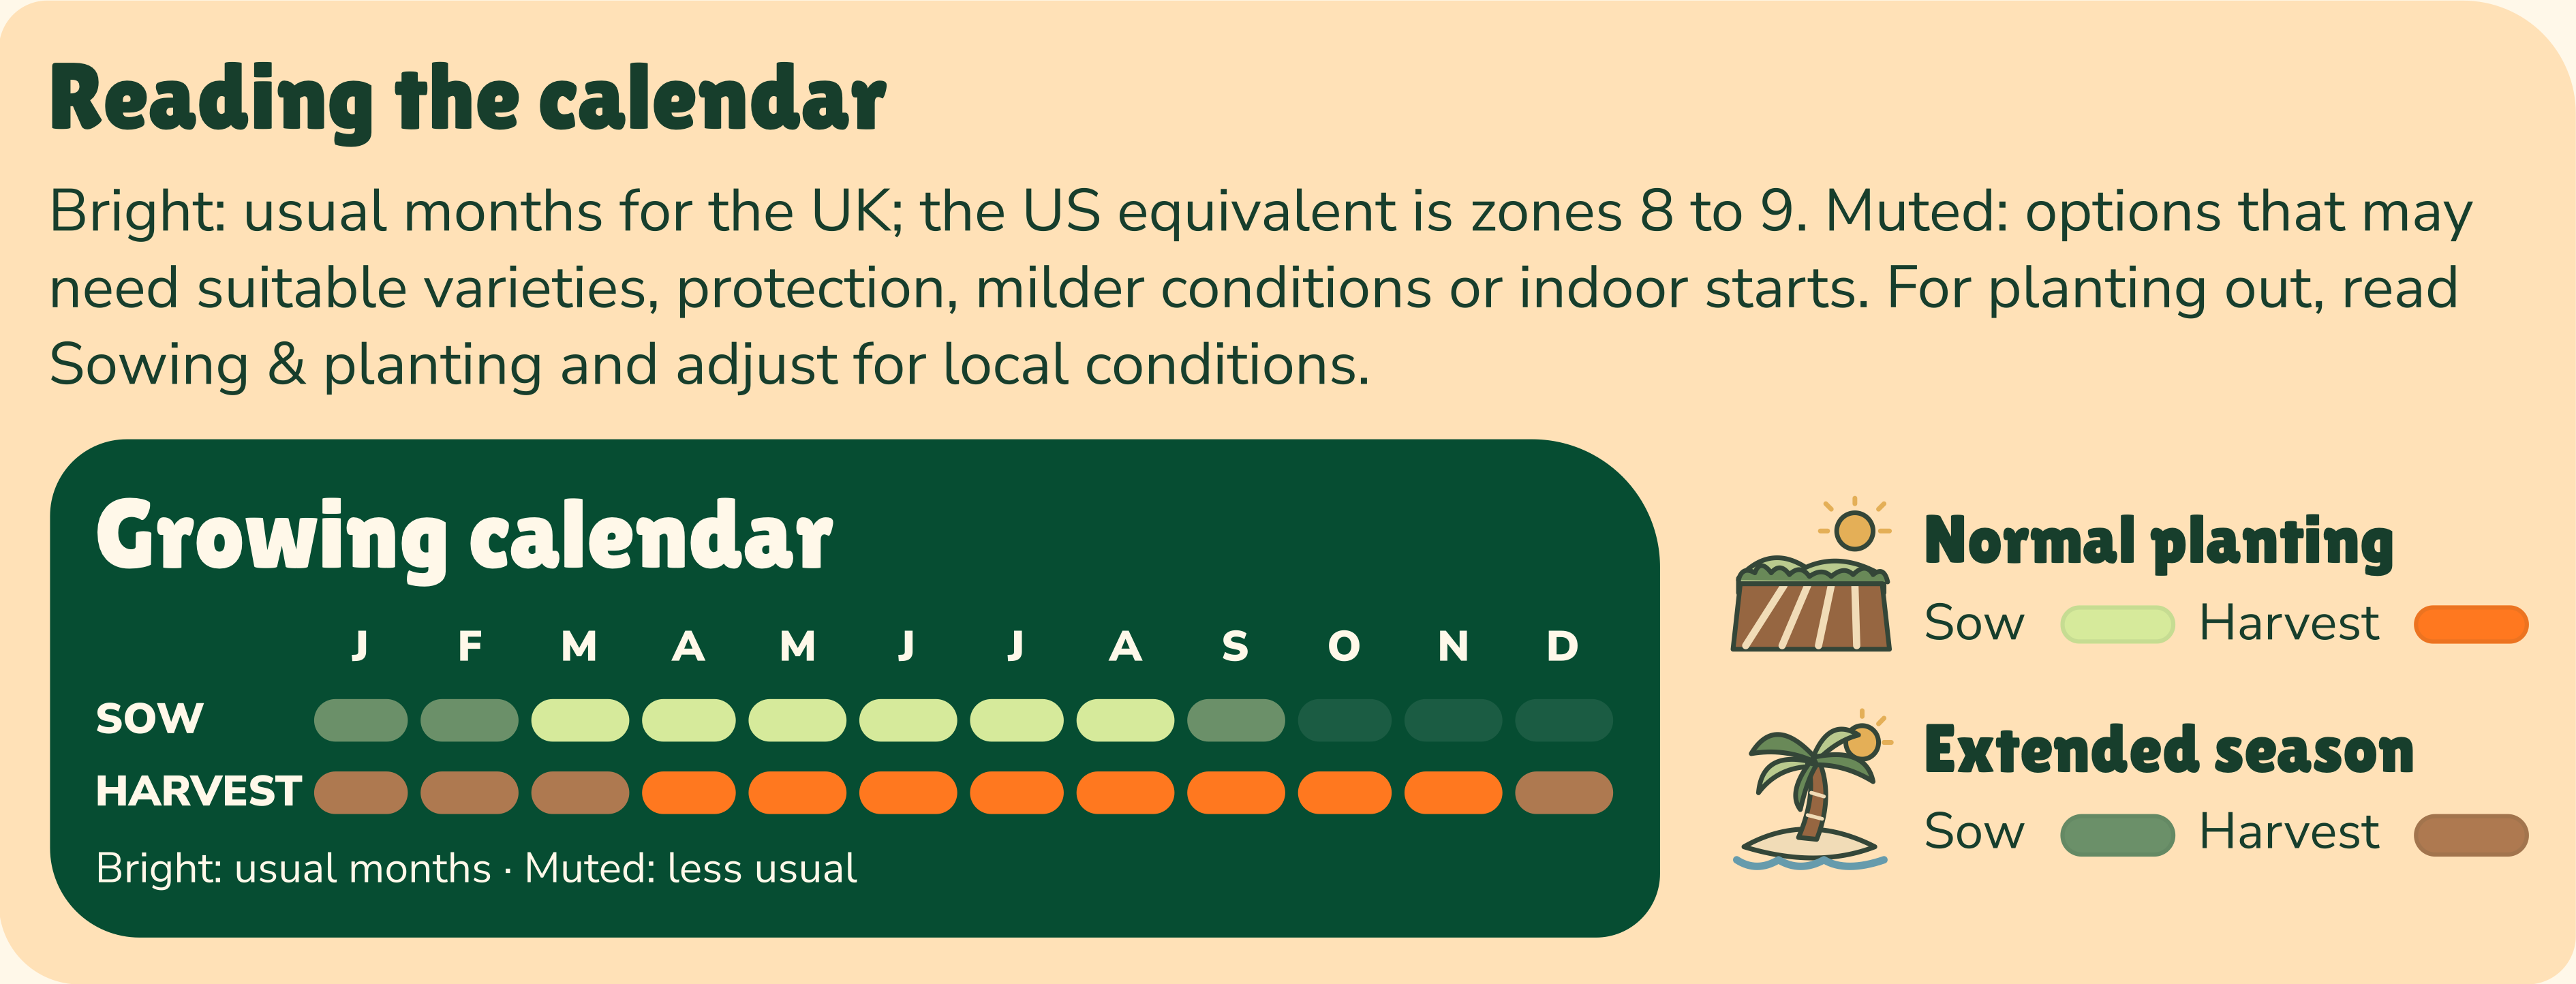 Reading the calendar
Bright: usual months for the UK; the US equivalent is zones 8 to 9. Muted: options that may
need suitable varieties, protection, milder conditions or indoor starts. For planting out, read
Sowing & planting and adjust for local conditions.
Growing calendar
J F M A M J J A S O N D
SOW
HARVEST
Bright: usual months · Muted: less usual
Normal planting
Sow Harvest
Extended season
Sow Harvest